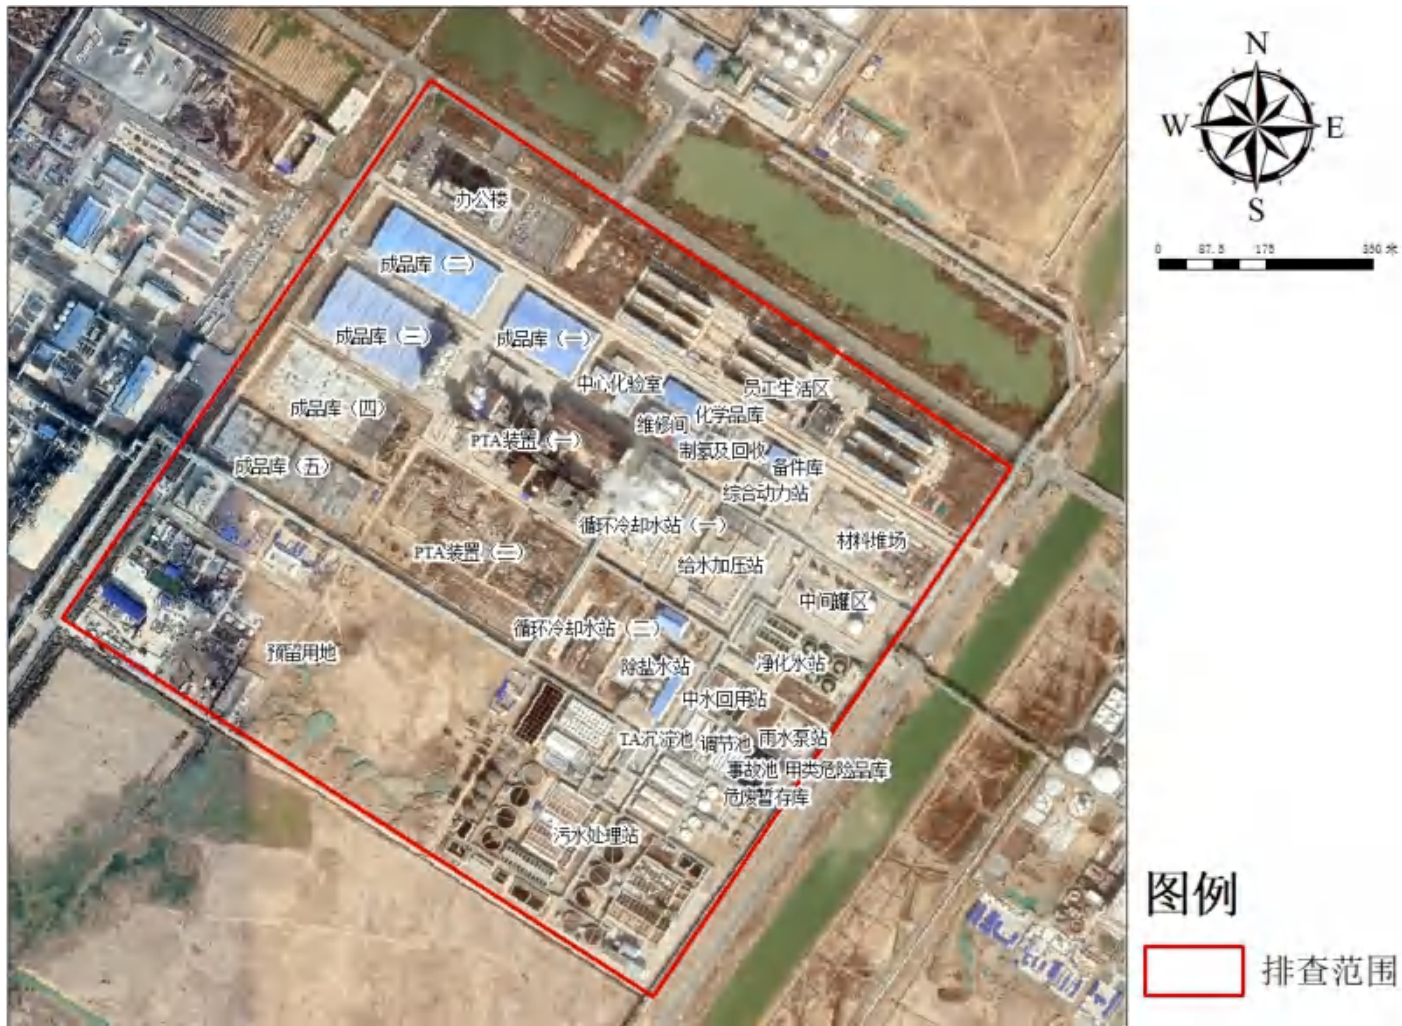 N
W
E
S
0 87.5 175 350 米
办公楼
成品库（二）
成品库（三）
成品库（一）
中心化验室
员工生活区
化学品库
维修间
成品库（四）
PTA装置（一）
制氢及回收
备件库
成品库（五）
综合动力站
循环冷却水站（一）
材料堆场
PTA装置（二）
给水加压站
中间罐区
循环冷却水站（二）
预留用地
除盐水站
净化水站
中水回用站
TA沉淀池
调节池
雨水泵站
事故池
甲类危险品库
危废暂存库
污水处理站
图例
排查范围